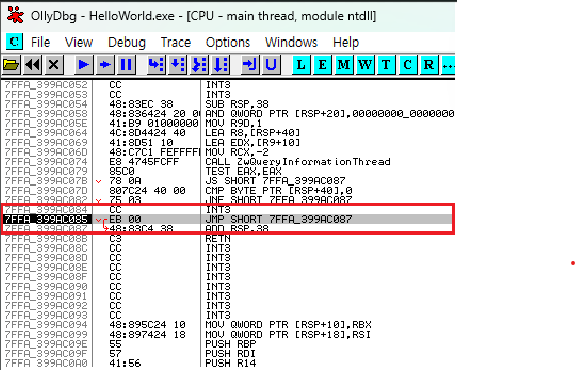 OllyDbg - HelloWorld.exe - [CPU - main thread, module ntdll]
C File View Debug Trace Options Windows Help
L E M W T C R ...
7FFA_399AC052 CC INT3
7FFA_399AC053 CC INT3
7FFA_399AC054 48:83EC 38 SUB RSP,38
7FFA_399AC058 48:836424 20 00 AND QWORD PTR [RSP+20],00000000_0000000
7FFA_399AC05E 41:B9 01000000 MOV R9D,1
7FFA_399AC064 4C:8D4424 40 LEA R8,[RSP+40]
7FFA_399AC069 41:8D51 10 LEA EDX,[R9+10]
7FFA_399AC06D 48:C7C1 FEFFFFFF MOV RCX,-2
7FFA_399AC074 E8 4745FCFF CALL ZwQueryInformationThread
7FFA_399AC079 85C0 TEST EAX,EAX
7FFA_399AC07B 78 0A JS SHORT 7FFA_399AC087
7FFA_399AC07D 807C24 40 00 CMP BYTE PTR [RSP+40],0
7FFA_399AC082 75 03 JNE SHORT 7FFA_399AC087
7FFA_399AC084 CC INT3
7FFA_399AC085 EB 00 JMP SHORT 7FFA_399AC087
7FFA_399AC087 48:83C4 38 ADD RSP,38
7FFA_399AC08B C3 RETN
7FFA_399AC08C CC INT3
7FFA_399AC08D CC INT3
7FFA_399AC08E CC INT3
7FFA_399AC08F CC INT3
7FFA_399AC090 CC INT3
7FFA_399AC091 CC INT3
7FFA_399AC092 CC INT3
7FFA_399AC093 CC INT3
7FFA_399AC094 48:895C24 10 MOV QWORD PTR [RSP+10],RBX
7FFA_399AC099 48:897424 18 MOV QWORD PTR [RSP+18],RSI
7FFA_399AC09E 55 PUSH RBP
7FFA_399AC09F 57 PUSH RDI
7FFA_399AC0A0 41:56 PUSH R14